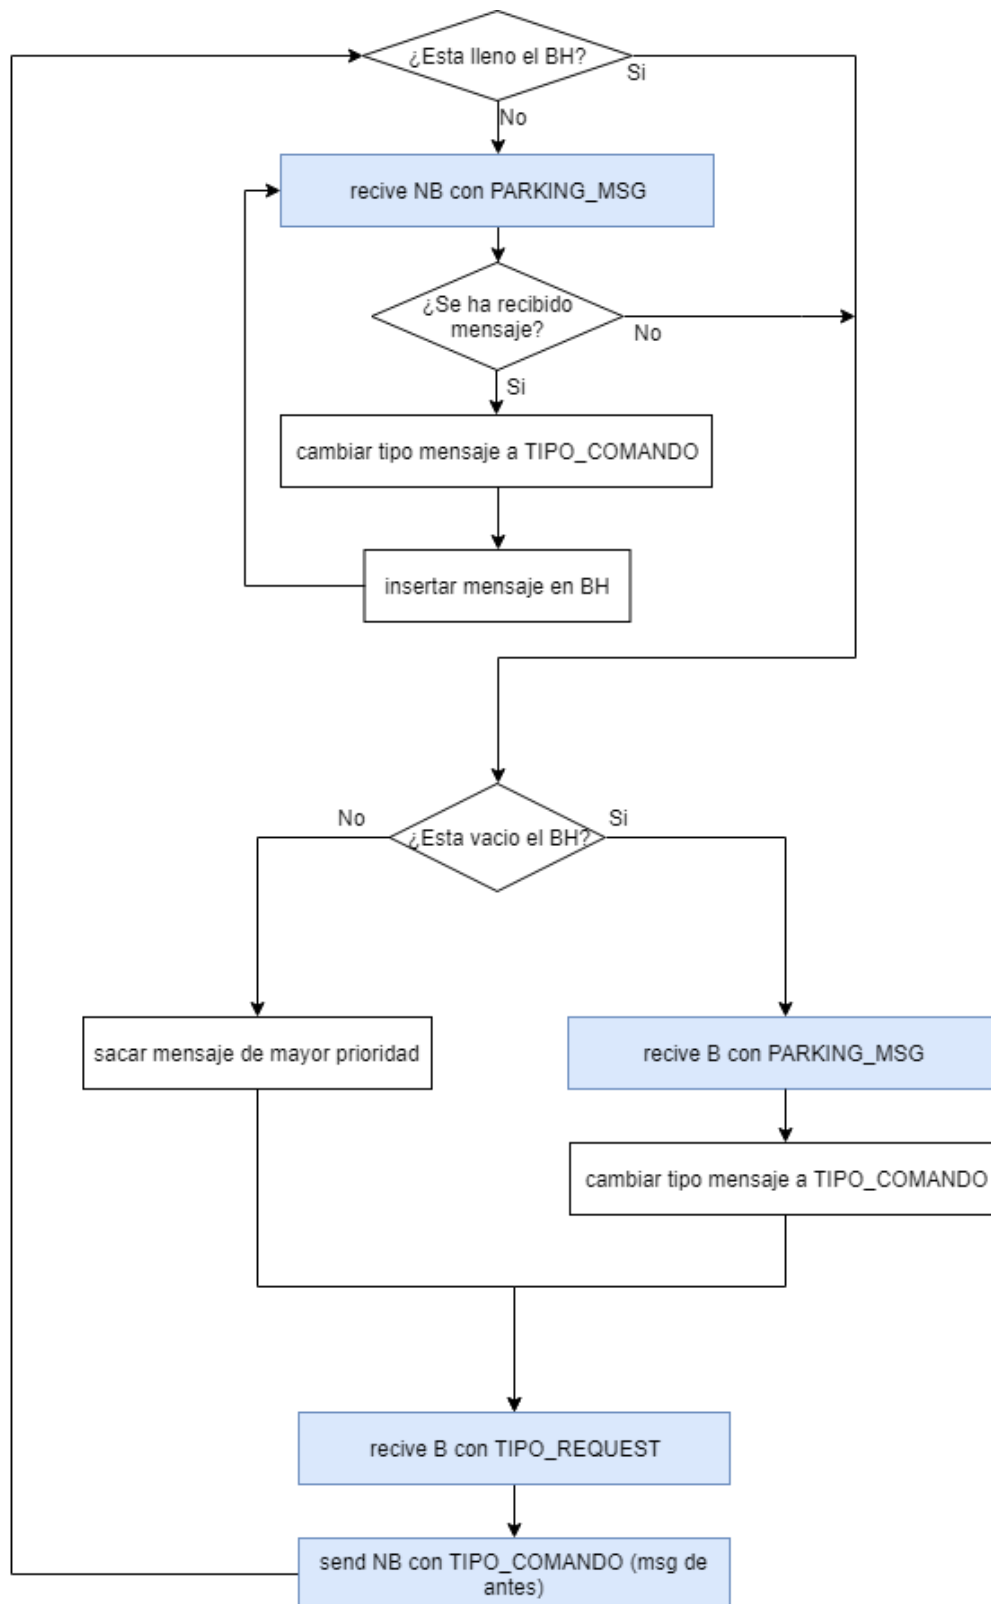 ¿Esta lleno el BH?
Si
No
recive NB con PARKING_MSG
¿Se ha recibido
mensaje?
No
Si
cambiar tipo mensaje a TIPO_COMANDO
insertar mensaje en BH
No
Si
¿Esta vacio el BH?
sacar mensaje de mayor prioridad
recive B con PARKING_MSG
cambiar tipo mensaje a TIPO_COMANDO
recive B con TIPO_REQUEST
send NB con TIPO_COMANDO (msg de
antes)